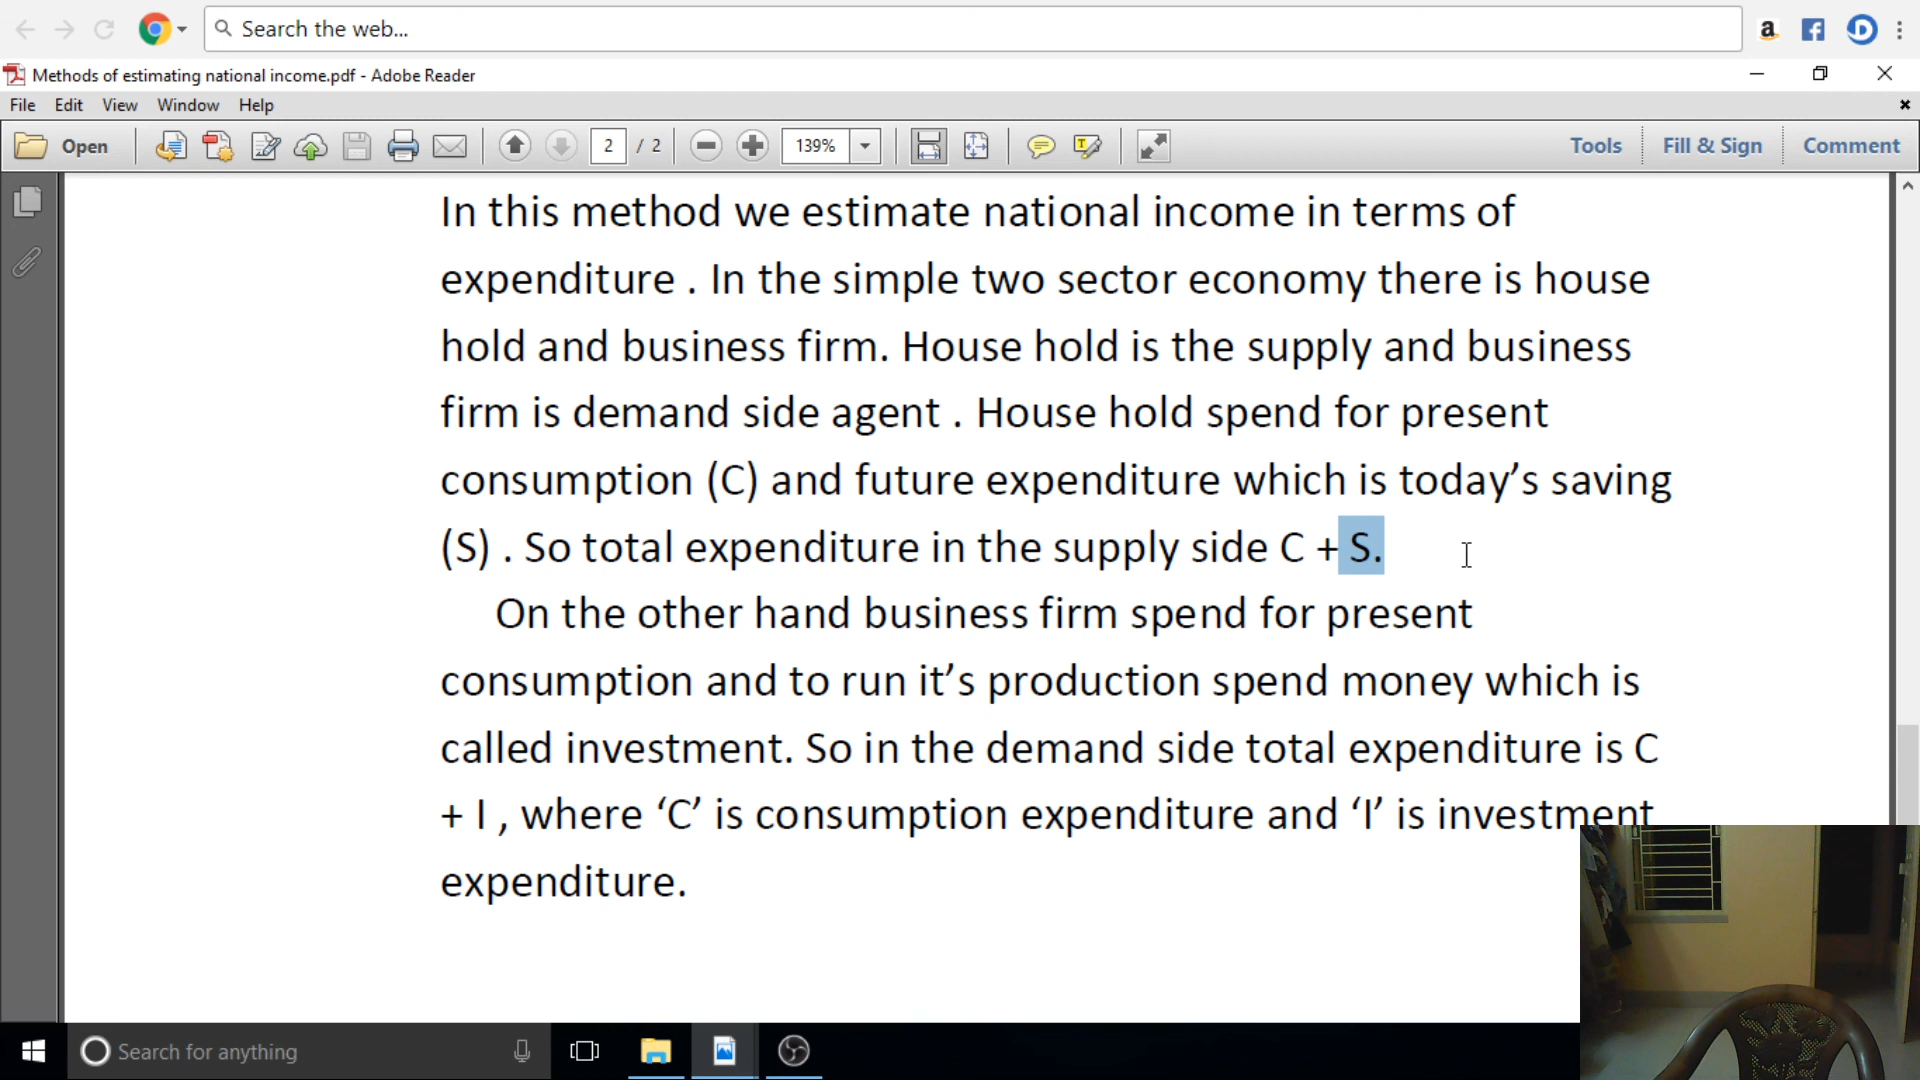 Search the web...
Methods of estimating national income.pdf - Adobe Reader
File Edit View Window Help
Open 2 / 2 139% Tools Fill & Sign Comment
In this method we estimate national income in terms of
expenditure . In the simple two sector economy there is house
hold and business firm. House hold is the supply and business
firm is demand side agent . House hold spend for present
consumption (C) and future expenditure which is today’s saving
(S) . So total expenditure in the supply side C + S.
On the other hand business firm spend for present
consumption and to run it’s production spend money which is
called investment. So in the demand side total expenditure is C
+ I , where ‘C’ is consumption expenditure and ‘I’ is investment
expenditure.
Search for anything